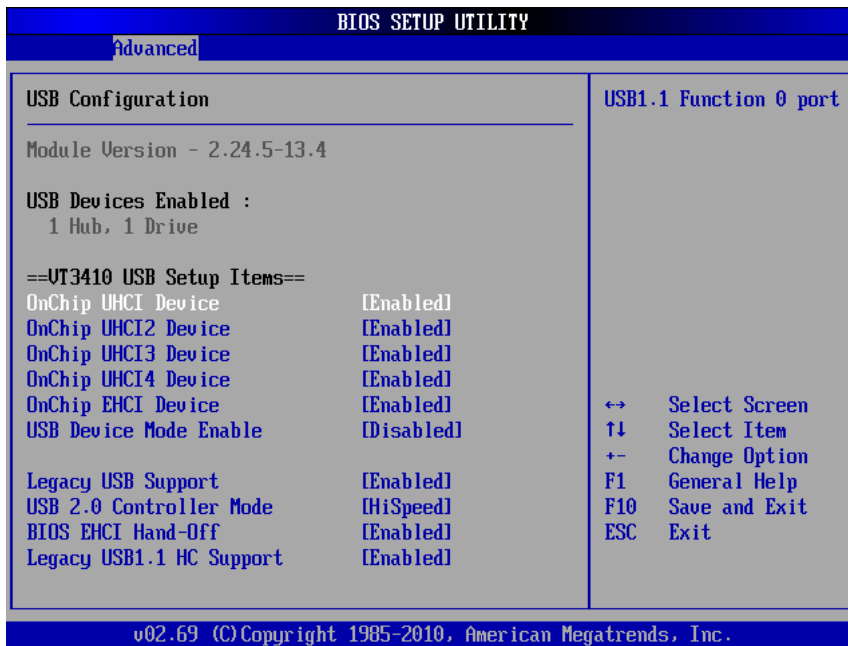 BIOS SETUP UTILITY
Advanced
USB Configuration
Module Version - 2.24.5-13.4
USB Devices Enabled :
1 Hub, 1 Drive
==VT3410 USB Setup Items==
OnChip UHCI Device [Enabled]
OnChip UHCI2 Device [Enabled]
OnChip UHCI3 Device [Enabled]
OnChip UHCI4 Device [Enabled]
OnChip EHCI Device [Enabled]
USB Device Mode Enable [Disabled]
Legacy USB Support [Enabled]
USB 2.0 Controller Mode [HiSpeed]
BIOS EHCI Hand-Off [Enabled]
Legacy USB1.1 HC Support [Enabled]
USB1.1 Function 0 port
↔ Select Screen
↑↓ Select Item
+- Change Option
F1 General Help
F10 Save and Exit
ESC Exit
v02.69 (C)Copyright 1985-2010, American Megatrends, Inc.